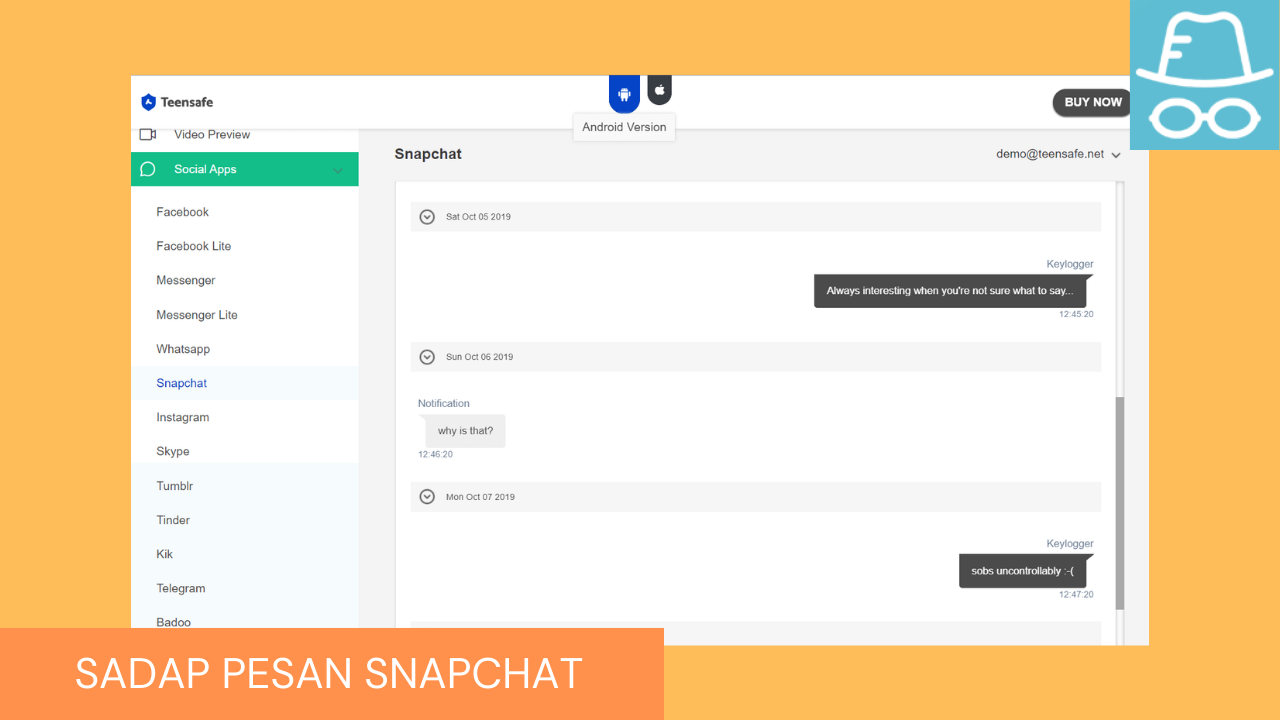 Teensafe
Android Version
BUY NOW
Video Preview
Social Apps
Facebook
Facebook Lite
Messenger
Messenger Lite
Whatsapp
Snapchat
Instagram
Skype
Tumblr
Tinder
Kik
Telegram
Badoo
Snapchat
demo@teensafe.net
Sat Oct 05 2019
Keylogger
Always interesting when you're not sure what to say...
12:45:20
Sun Oct 06 2019
Notification
why is that?
12:46:20
Mon Oct 07 2019
Keylogger
sobs uncontrollably :-(
12:47:20
SADAP PESAN SNAPCHAT